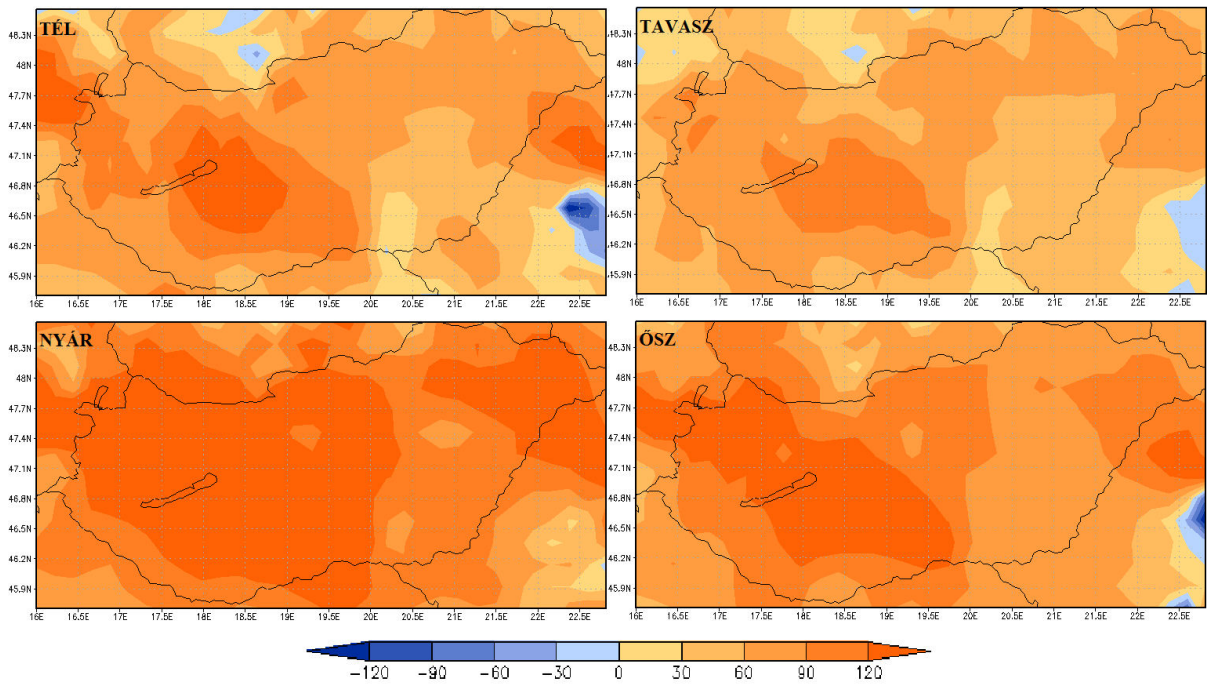 TÉL
48.3N
48N
47.7N
47.4N
47.1N
46.8N
46.5N
46.2N
45.9N
16E 16.5E 17E 17.5E 18E 18.5E 19E 19.5E 20E 20.5E 21E 21.5E 22E 22.5E
TAVASZ
48.3N
48N
47.7N
47.4N
47.1N
46.8N
46.5N
46.2N
45.9N
16E 16.5E 17E 17.5E 18E 18.5E 19E 19.5E 20E 20.5E 21E 21.5E 22E 22.5E
NYÁR
48.3N
48N
47.7N
47.4N
47.1N
46.8N
46.5N
46.2N
45.9N
16E 16.5E 17E 17.5E 18E 18.5E 19E 19.5E 20E 20.5E 21E 21.5E 22E 22.5E
ŐSZ
48.3N
48N
47.7N
47.4N
47.1N
46.8N
46.5N
46.2N
45.9N
16E 16.5E 17E 17.5E 18E 18.5E 19E 19.5E 20E 20.5E 21E 21.5E 22E 22.5E
-120 -90 -60 -30 0 30 60 90 120